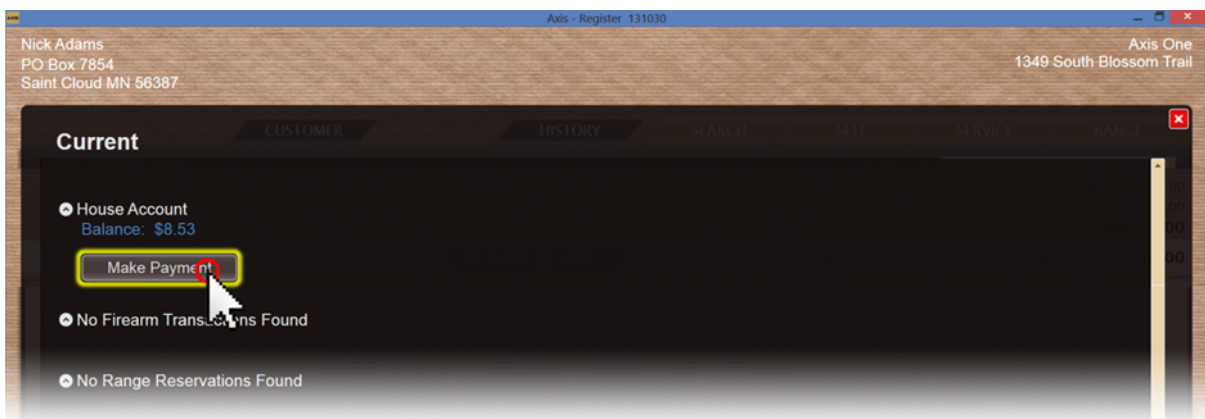 AXIS
Axis - Register 131030
Nick Adams
PO Box 7854
Saint Cloud MN 56387
Axis One
1349 South Blossom Trail
Current
CUSTOMER
HISTORY
SEARCH
SELL
SERVICE
RANGE
House Account
Balance: $8.53
Make Payment
No Firearm Transactions Found
No Range Reservations Found